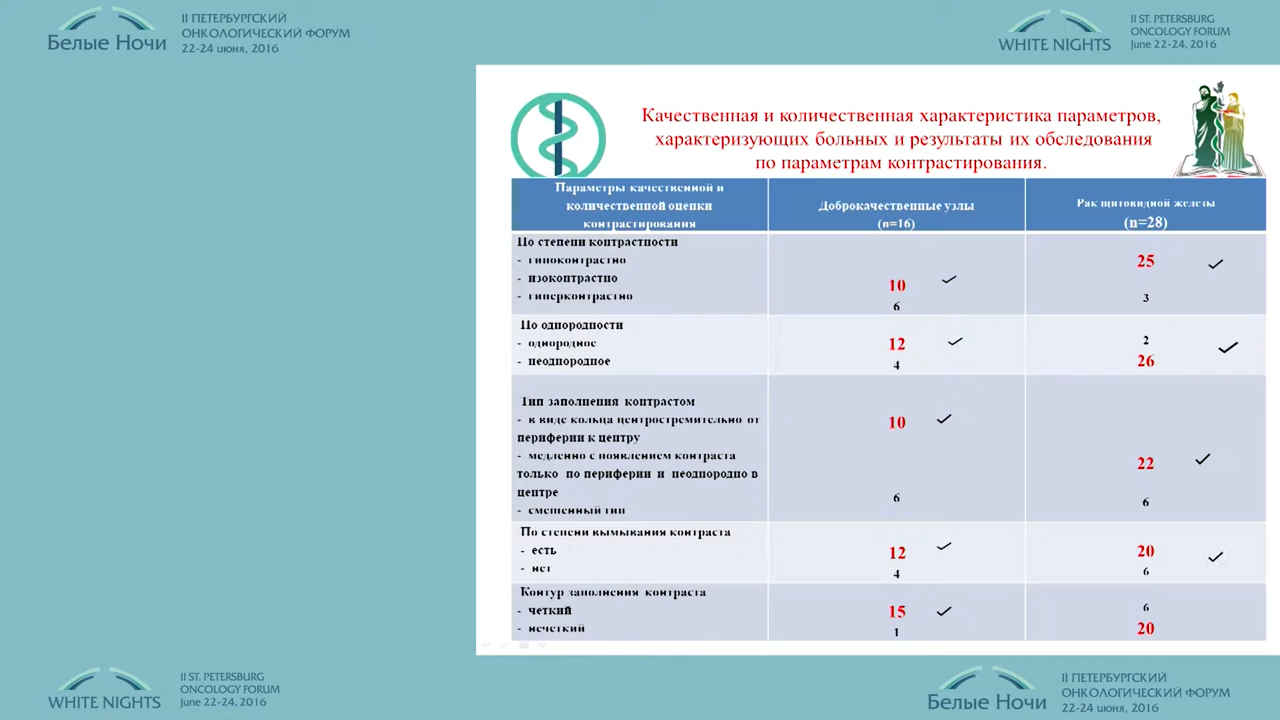 II ПЕТЕРБУРГСКИЙ
ОНКОЛОГИЧЕСКИЙ ФОРУМ
Белые Ночи
22-24 июня, 2016
II ST. PETERSBURG
ONCOLOGY FORUM
WHITE NIGHTS
June 22-24, 2016
Качественная и количественная характеристика параметров,
характеризующих больных и результаты их обследования
по параметрам контрастирования.
Параметры качественной и
количественной оценки
контрастирования
Доброкачественные узлы
(n=16)
Рак щитовидной железы
(n=28)
По степени контрастности
- гипоконтрастно
- изоконтрастно
- гиперконтрастно
10
6
25
3
По однородности
- однородное
- неоднородное
12
4
2
26
Тип заполнения контрастом
- в виде кольца центростремительно от
периферии к центру
- медленно с появлением контраста
только по периферии и неоднородно в
центре
- смешенный тип
10
6
22
6
По степени вымывания контраста
- есть
- нет
12
4
20
6
Контур заполнения контраста
- четкий
- нечеткий
15
1
6
20
II ST. PETERSBURG
ONCOLOGY FORUM
WHITE NIGHTS
June 22-24, 2016
II ПЕТЕРБУРГСКИЙ
ОНКОЛОГИЧЕСКИЙ ФОРУМ
Белые Ночи
22-24 июня, 2016